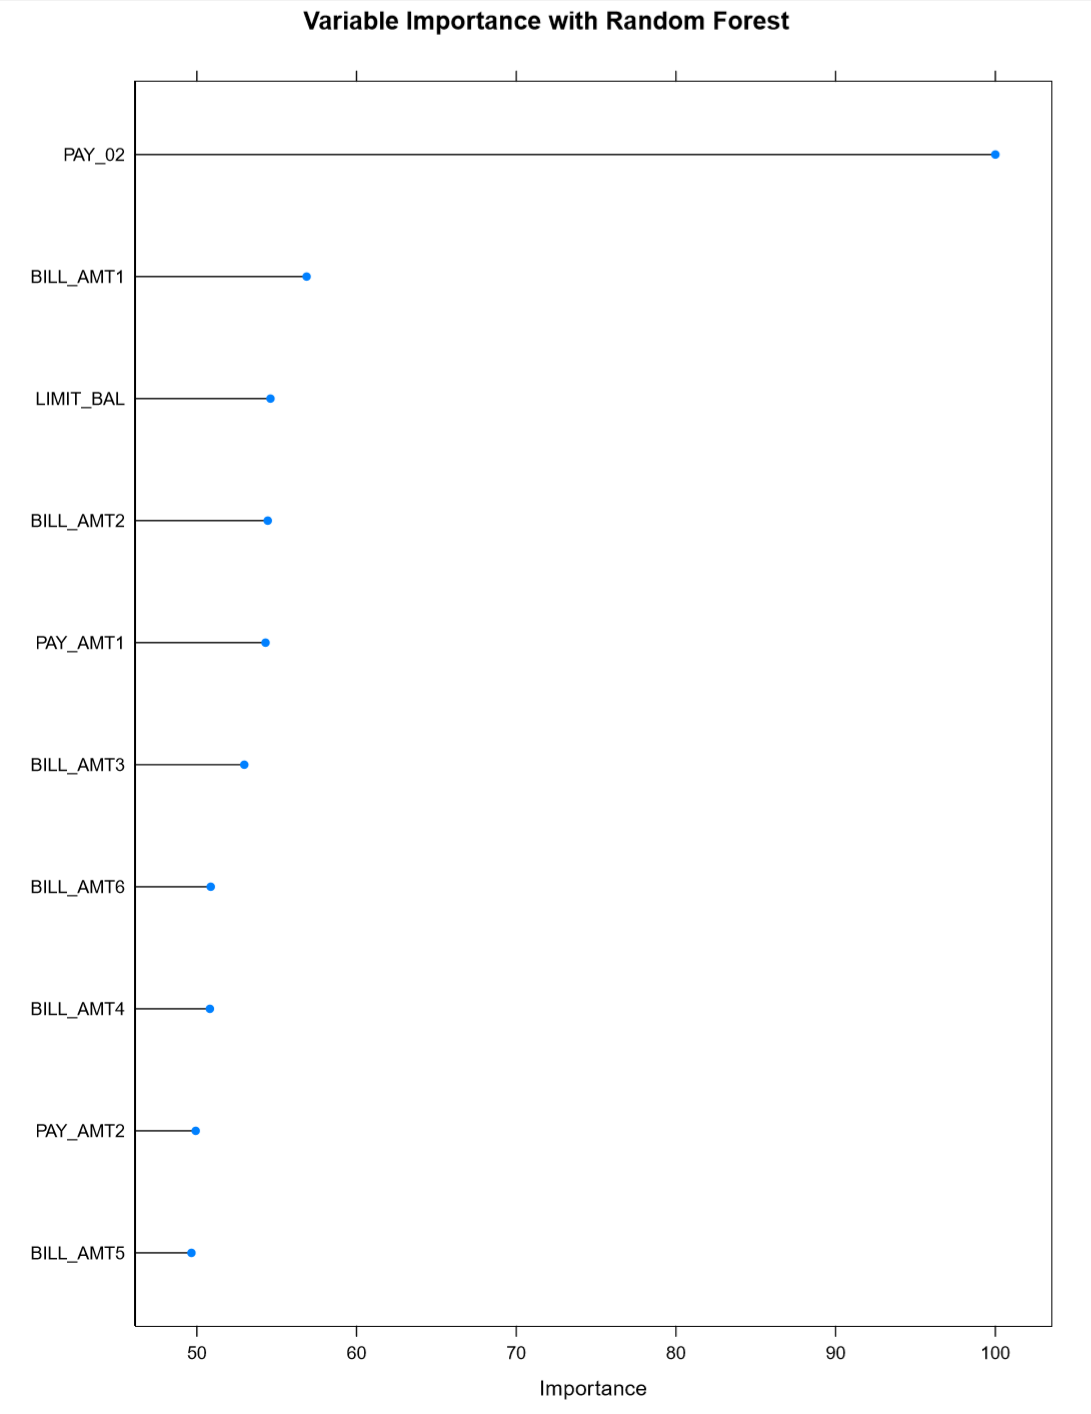 Variable Importance with Random Forest
PAY_02
BILL_AMT1
LIMIT_BAL
BILL_AMT2
PAY_AMT1
BILL_AMT3
BILL_AMT6
BILL_AMT4
PAY_AMT2
BILL_AMT5
50 60 70 80 90 100
Importance